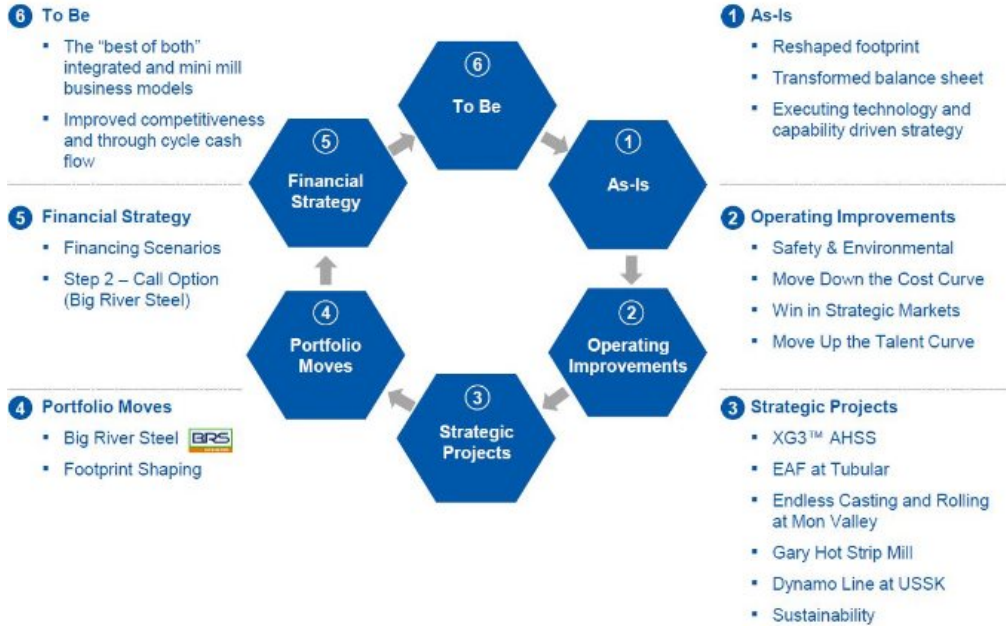 6 To Be
▪ The “best of both”
integrated and mini mill
business models
▪ Improved competitiveness
and through cycle cash
flow
5 Financial Strategy
▪ Financing Scenarios
▪ Step 2 – Call Option
(Big River Steel)
4 Portfolio Moves
▪ Big River Steel BRS
▪ Footprint Shaping
6
To Be
5
Financial
Strategy
1
As-Is
4
Portfolio
Moves
2
Operating
Improvements
3
Strategic
Projects
1 As-Is
▪ Reshaped footprint
▪ Transformed balance sheet
▪ Executing technology and
capability driven strategy
2 Operating Improvements
▪ Safety & Environmental
▪ Move Down the Cost Curve
▪ Win in Strategic Markets
▪ Move Up the Talent Curve
3 Strategic Projects
▪ XG3™ AHSS
▪ EAF at Tubular
▪ Endless Casting and Rolling
at Mon Valley
▪ Gary Hot Strip Mill
▪ Dynamo Line at USSK
▪ Sustainability